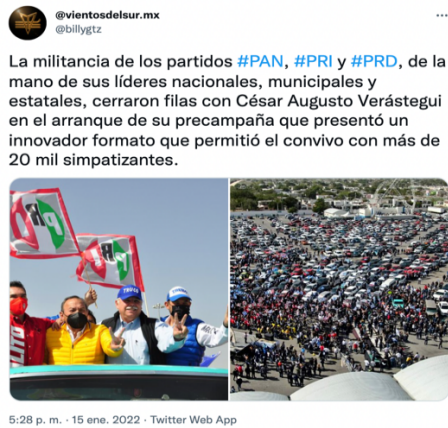 @vientosdelsur.mx
@billygtz
La militancia de los partidos #PAN, #PRI y #PRD, de la
mano de sus líderes nacionales, municipales y
estatales, cerraron filas con César Augusto Verástegui
en el arranque de su precampaña que presentó un
innovador formato que permitió el convivo con más de
20 mil simpatizantes.
PRI
PRI
5:28 p. m. · 15 ene. 2022 · Twitter Web App